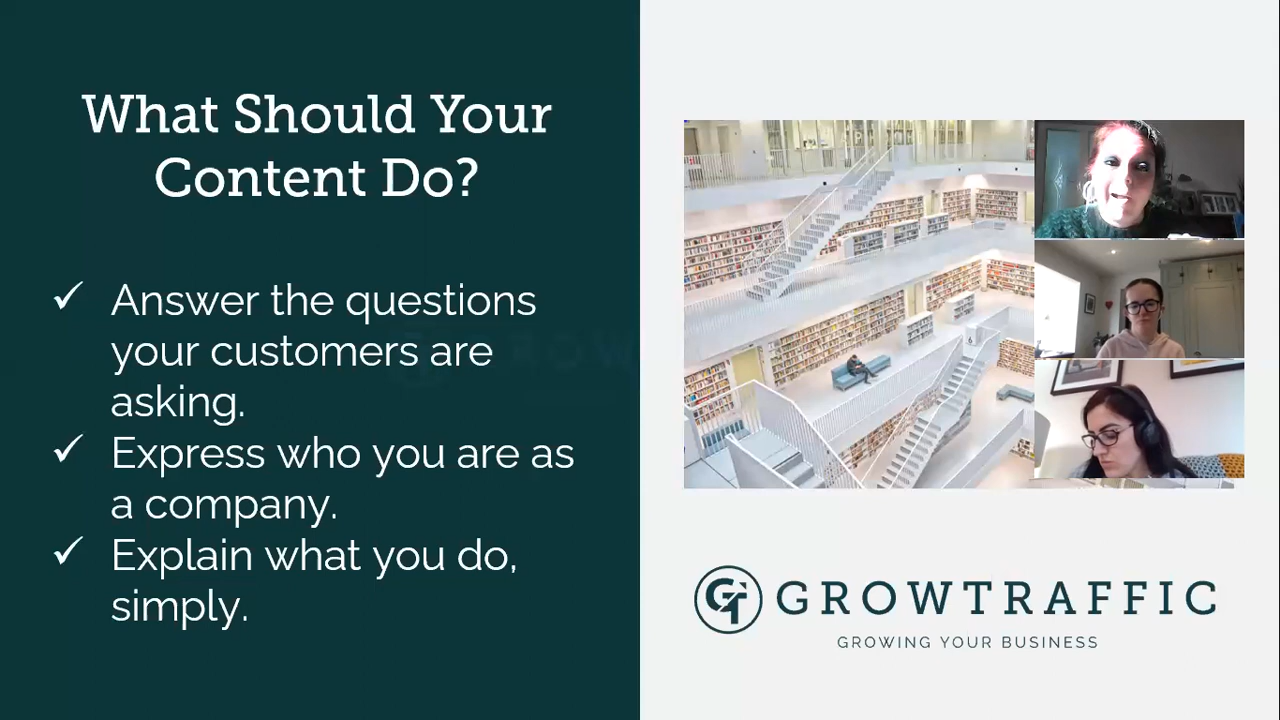 What Should Your
Content Do?
✓ Answer the questions
your customers are
asking.
✓ Express who you are as
a company.
✓ Explain what you do,
simply.
GT GROWTRAFFIC
GROWING YOUR BUSINESS